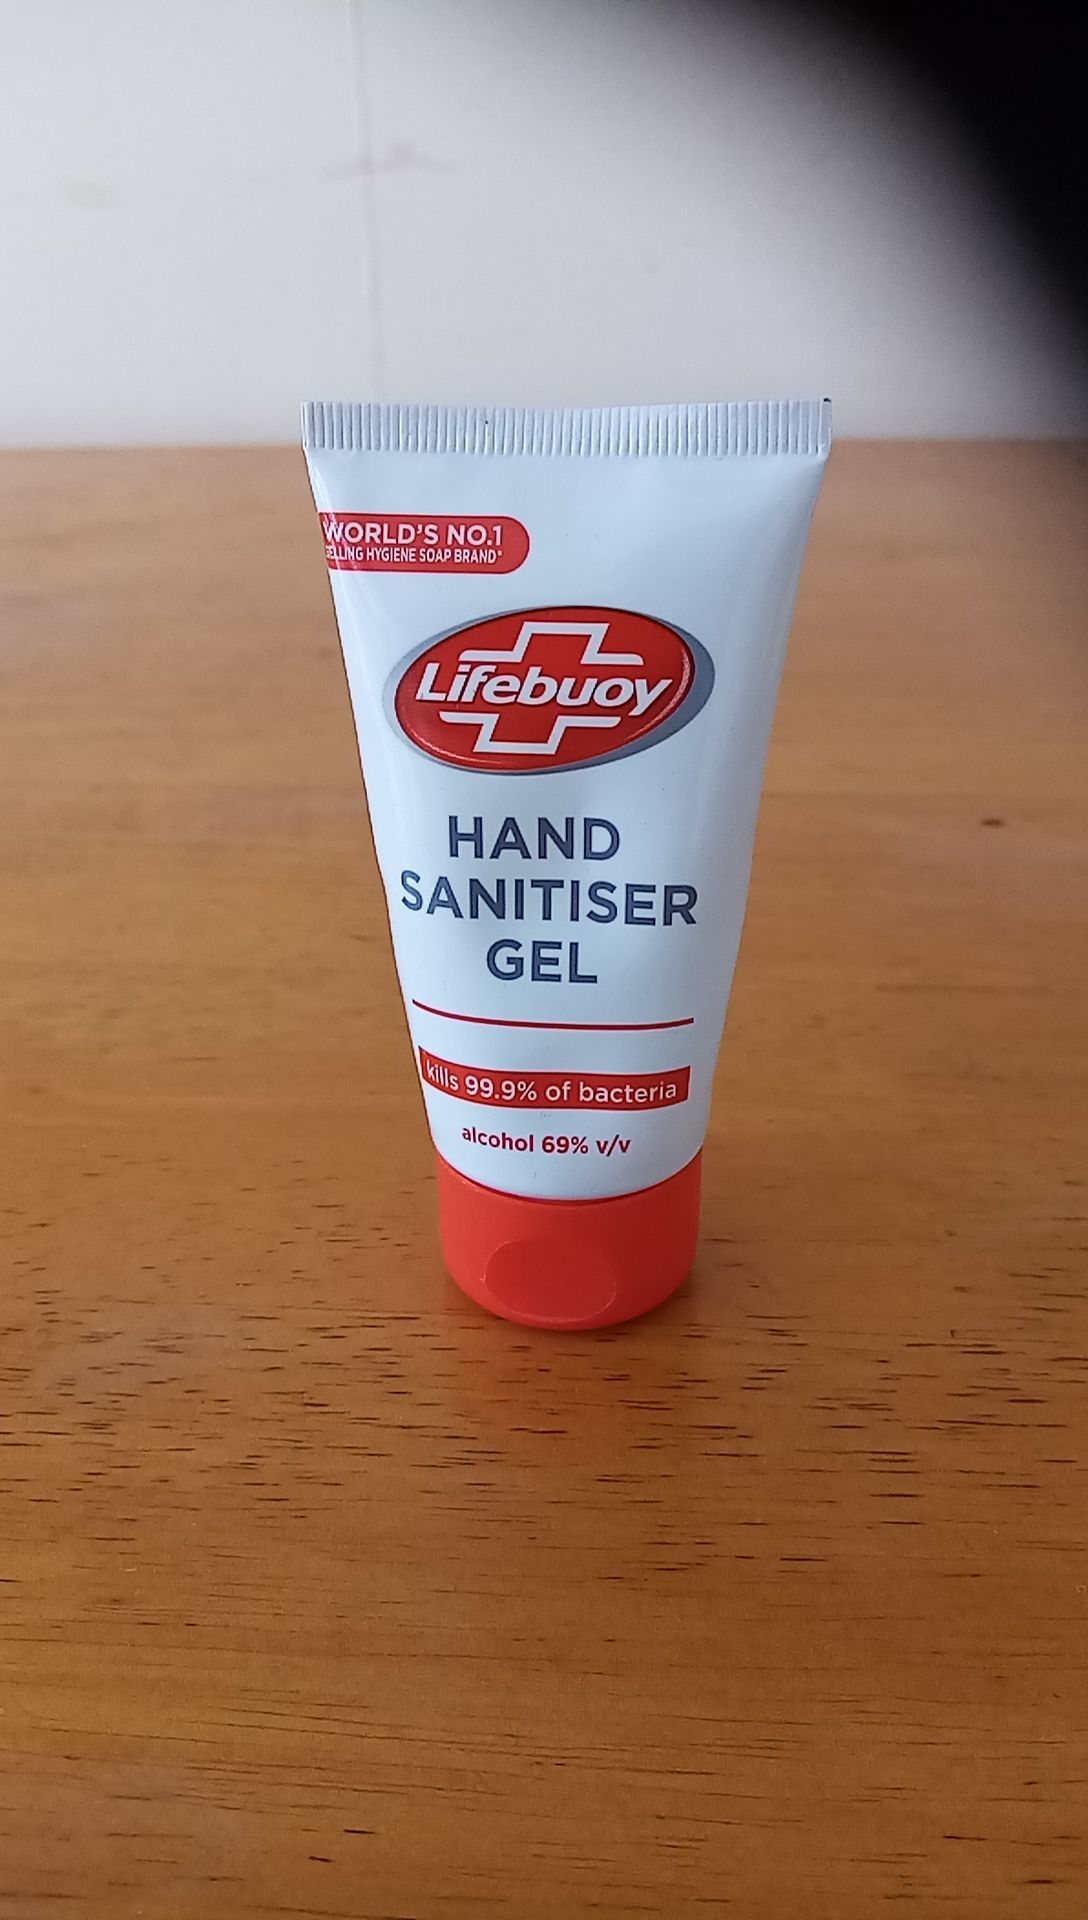 WORLD'S NO.1
SELLING HYGIENE SOAP BRAND*
Lifebuoy
HAND
SANITISER
GEL
kills 99.9% of bacteria
alcohol 69% v/v